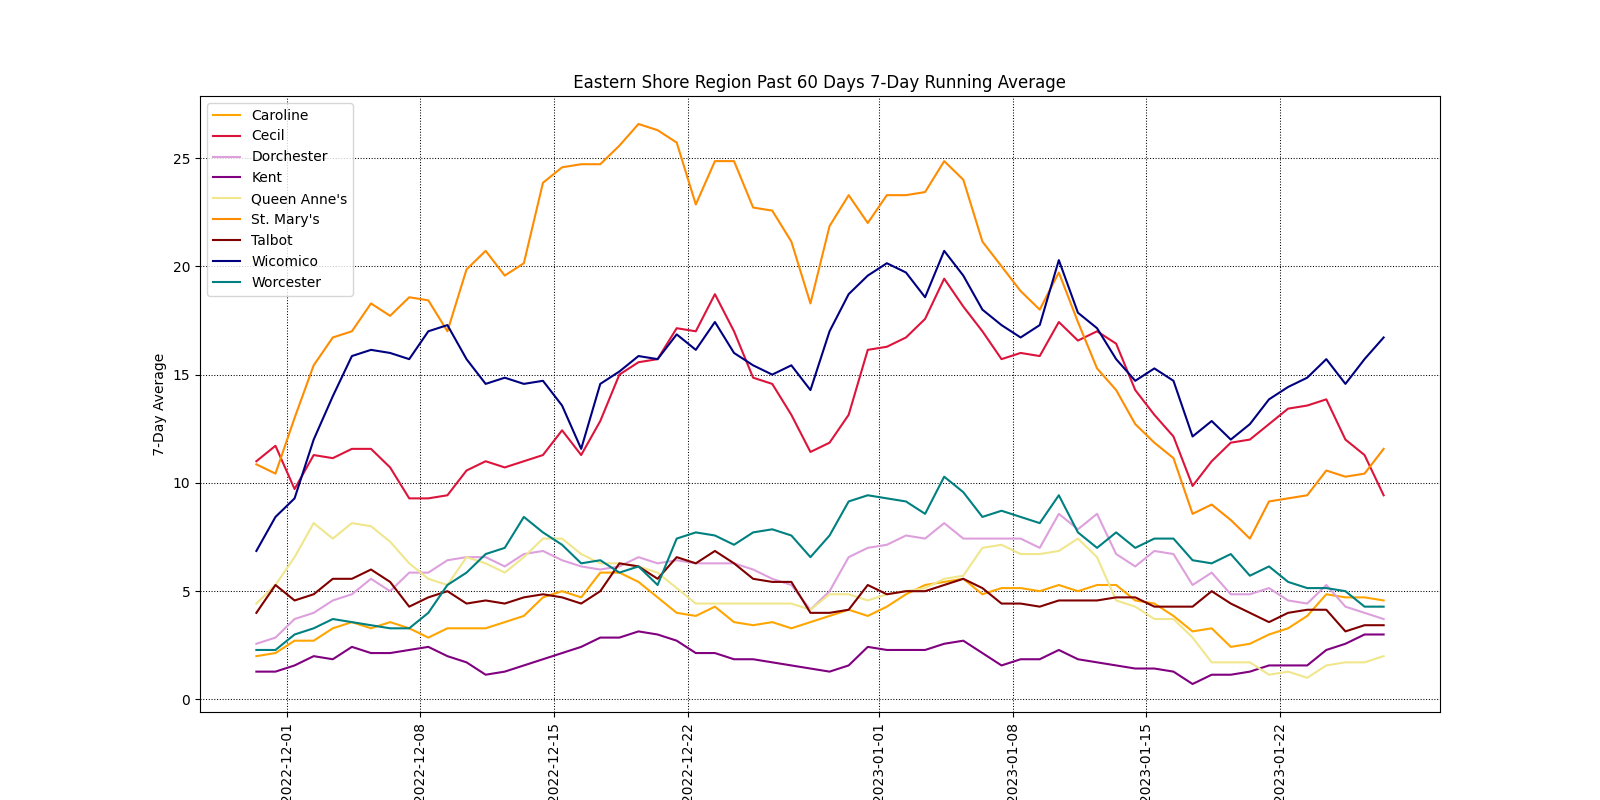 Eastern Shore Region Past 60 Days 7-Day Running Average
Caroline
Cecil
Dorchester
Kent
Queen Anne's
St. Mary's
Talbot
Wicomico
Worcester
7-Day Average
25
20
15
10
5
0
2022-12-01
2022-12-08
2022-12-15
2022-12-22
2023-01-01
2023-01-08
2023-01-15
2023-01-22